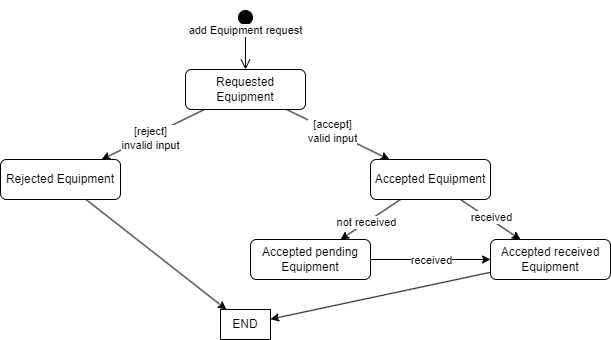 add Equipment request
Requested
Equipment
[reject]
invalid input
[accept]
valid input
Rejected Equipment
Accepted Equipment
not received
received
Accepted pending
Equipment
received
Accepted received
Equipment
END